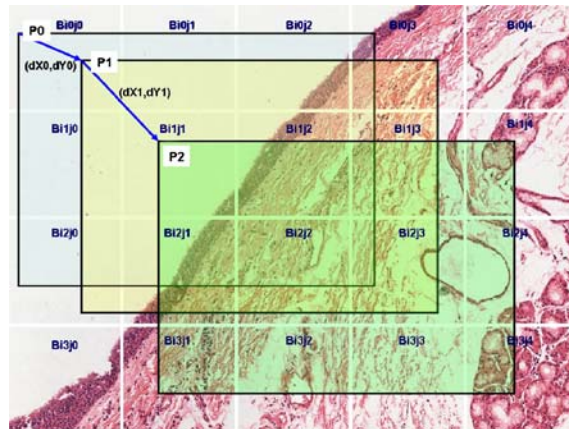 Bi0j0 Bi0j1 Bi0j2 Bi0j3 Bi0j4
P0
(dX0,dY0)
P1
(dX1,dY1)
Bi1j0 Bi1j1 Bi1j2 Bi1j3 Bi1j4
P2
Bi2j0 Bi2j1 Bi2j2 Bi2j3 Bi2j4
Bi3j0 Bi3j1 Bi3j2 Bi3j3 Bi3j4